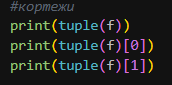 #кортежи
print(tuple(f))
print(tuple(f)[0])
print(tuple(f)[1])